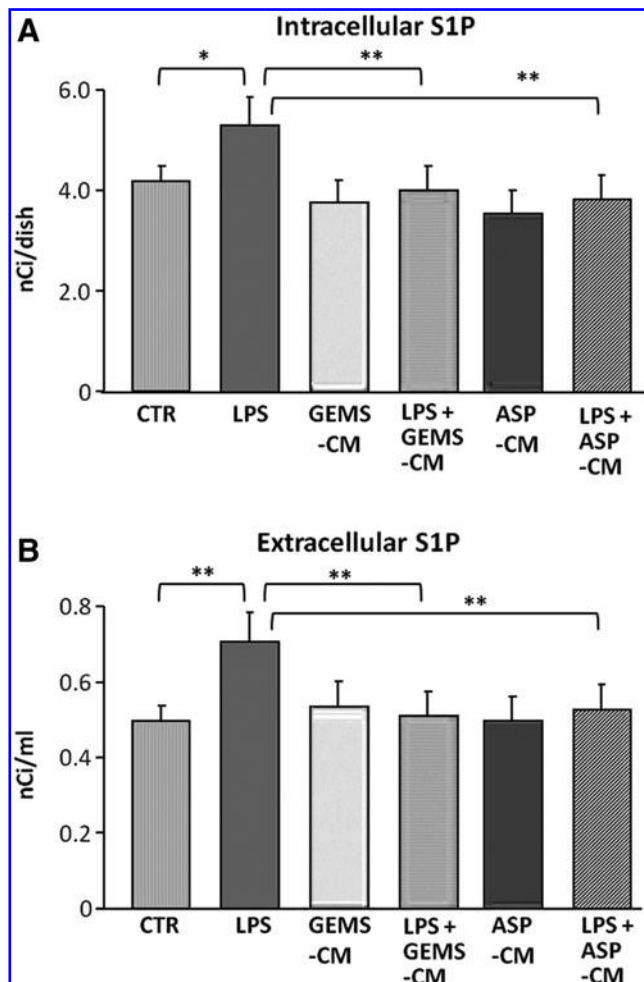 A
Intracellular S1P
* ** **
6.0
4.0
2.0
0
nCi/dish
CTR LPS GEMS LPS + ASP LPS +
-CM GEMS -CM ASP
-CM -CM
B
Extracellular S1P
** ** **
0.8
0.6
0.4
0.2
0
nCi/ml
CTR LPS GEMS LPS + ASP LPS +
-CM GEMS -CM ASP
-CM -CM